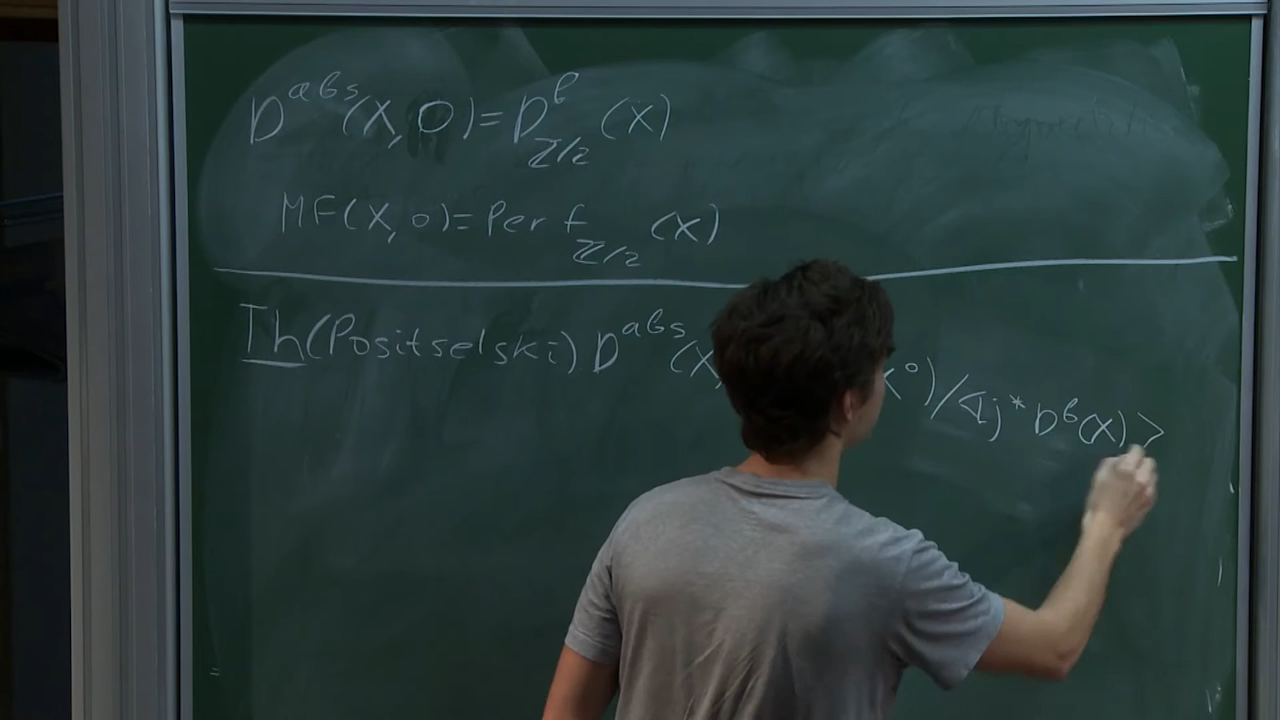 D^{abs}(X, 0) = D^b_{Z/2}(X)
MF(X, 0) = Perf_{Z/2}(X)
Th (Positselski) D^{abs}(X, X^0) / <j^* D^b(X)>